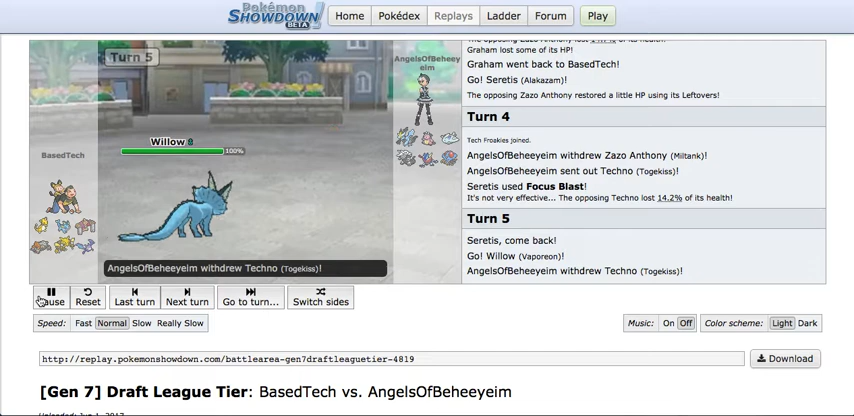 Pokémon
SHOWDOWN!
BETA
Home
Pokédex
Replays
Ladder
Forum
Play
Turn 5
BasedTech
AngelsOfBeheey
eim
Willow
100%
AngelsOfBeheeyeim withdrew Techno (Togekiss)!
Graham lost some of its HP!
Graham went back to BasedTech!
Go! Seretis (Alakazam)!
The opposing Zazo Anthony restored a little HP using its Leftovers!
Turn 4
Tech Froakies joined.
AngelsOfBeheeyeim withdrew Zazo Anthony (Miltank)!
AngelsOfBeheeyeim sent out Techno (Togekiss)!
Seretis used Focus Blast!
It's not very effective... The opposing Techno lost 14.2% of its health!
Turn 5
Seretis, come back!
Go! Willow (Vaporeon)!
AngelsOfBeheeyeim withdrew Techno (Togekiss)!
Reset
Last turn
Next turn
Go to turn...
Switch sides
Speed: Fast Normal Slow Really Slow
Music: On Off
Color scheme: Light Dark
http://replay.pokemonshowdown.com/battlearea-gen7draftleaguetier-4819
Download
[Gen 7] Draft League Tier: BasedTech vs. AngelsOfBeheeyeim